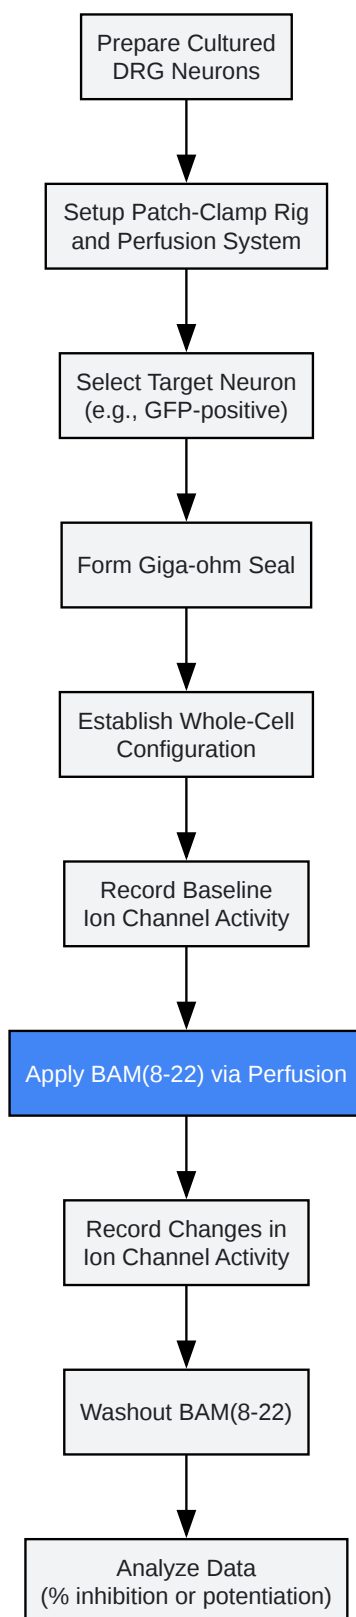 Prepare Cultured
DRG Neurons
Setup Patch-Clamp Rig
and Perfusion System
Select Target Neuron
(e.g., GFP-positive)
Form Giga-ohm Seal
Establish Whole-Cell
Configuration
Record Baseline
Ion Channel Activity
Apply BAM(8-22) via Perfusion
Record Changes in
Ion Channel Activity
Washout BAM(8-22)
Analyze Data
(% inhibition or potentiation)